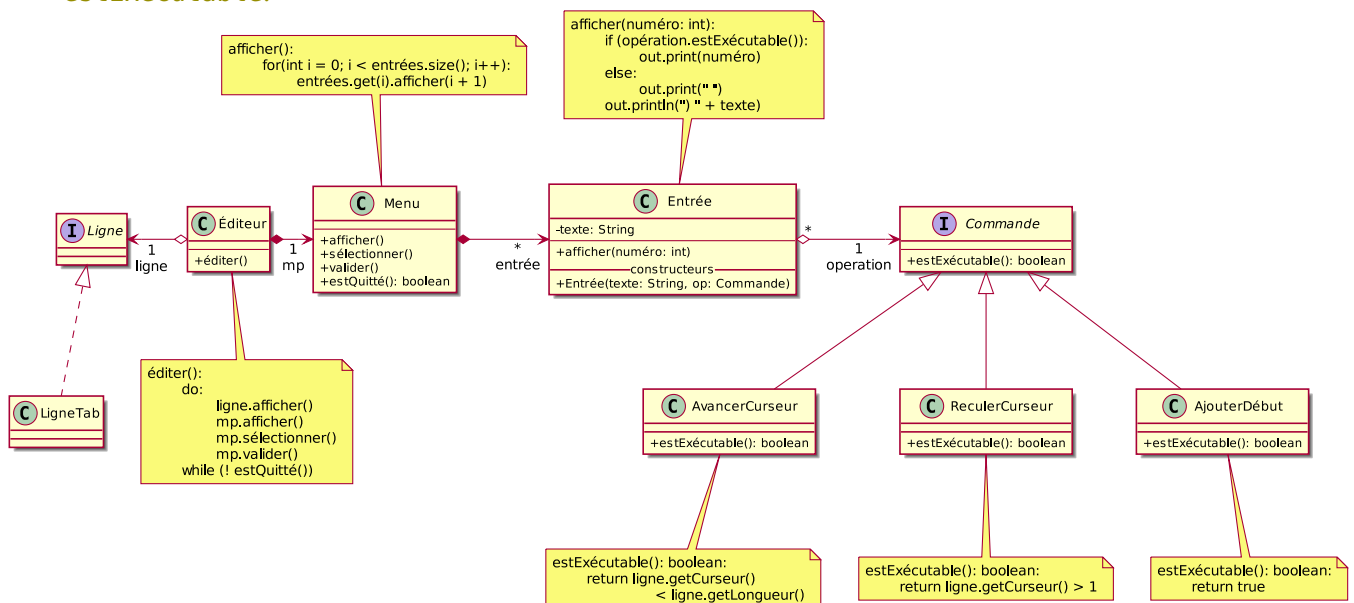 estExécutable.
afficher():
for(int i = 0; i < entrées.size(); i++):
entrées.get(i).afficher(i + 1)
afficher(numéro: int):
if (opération.estExécutable()):
out.print(numéro)
else:
out.print(" ")
out.println(") " + texte)
I Ligne
C Éditeur
+éditer()
C Menu
+afficher()
+sélectionner()
+valider()
+estQuitté(): boolean
C Entrée
-texte: String
+afficher(numéro: int)
constructeurs
+Entrée(texte: String, op: Commande)
I Commande
+estExécutable(): boolean
1
ligne
1
mp
*
entrée
*
1
operation
C LigneTab
éditer():
do:
ligne.afficher()
mp.afficher()
mp.sélectionner()
mp.valider()
while (! estQuitté())
C AvancerCurseur
+estExécutable(): boolean
C ReculerCurseur
+estExécutable(): boolean
C AjouterDébut
+estExécutable(): boolean
estExécutable(): boolean:
return ligne.getCurseur()
< ligne.getLongueur()
estExécutable(): boolean:
return ligne.getCurseur() > 1
estExécutable(): boolean:
return true